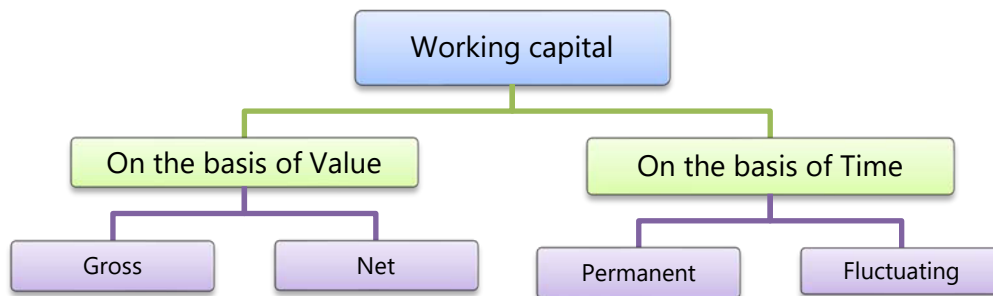 Working capital
On the basis of Value
On the basis of Time
Gross
Net
Permanent
Fluctuating